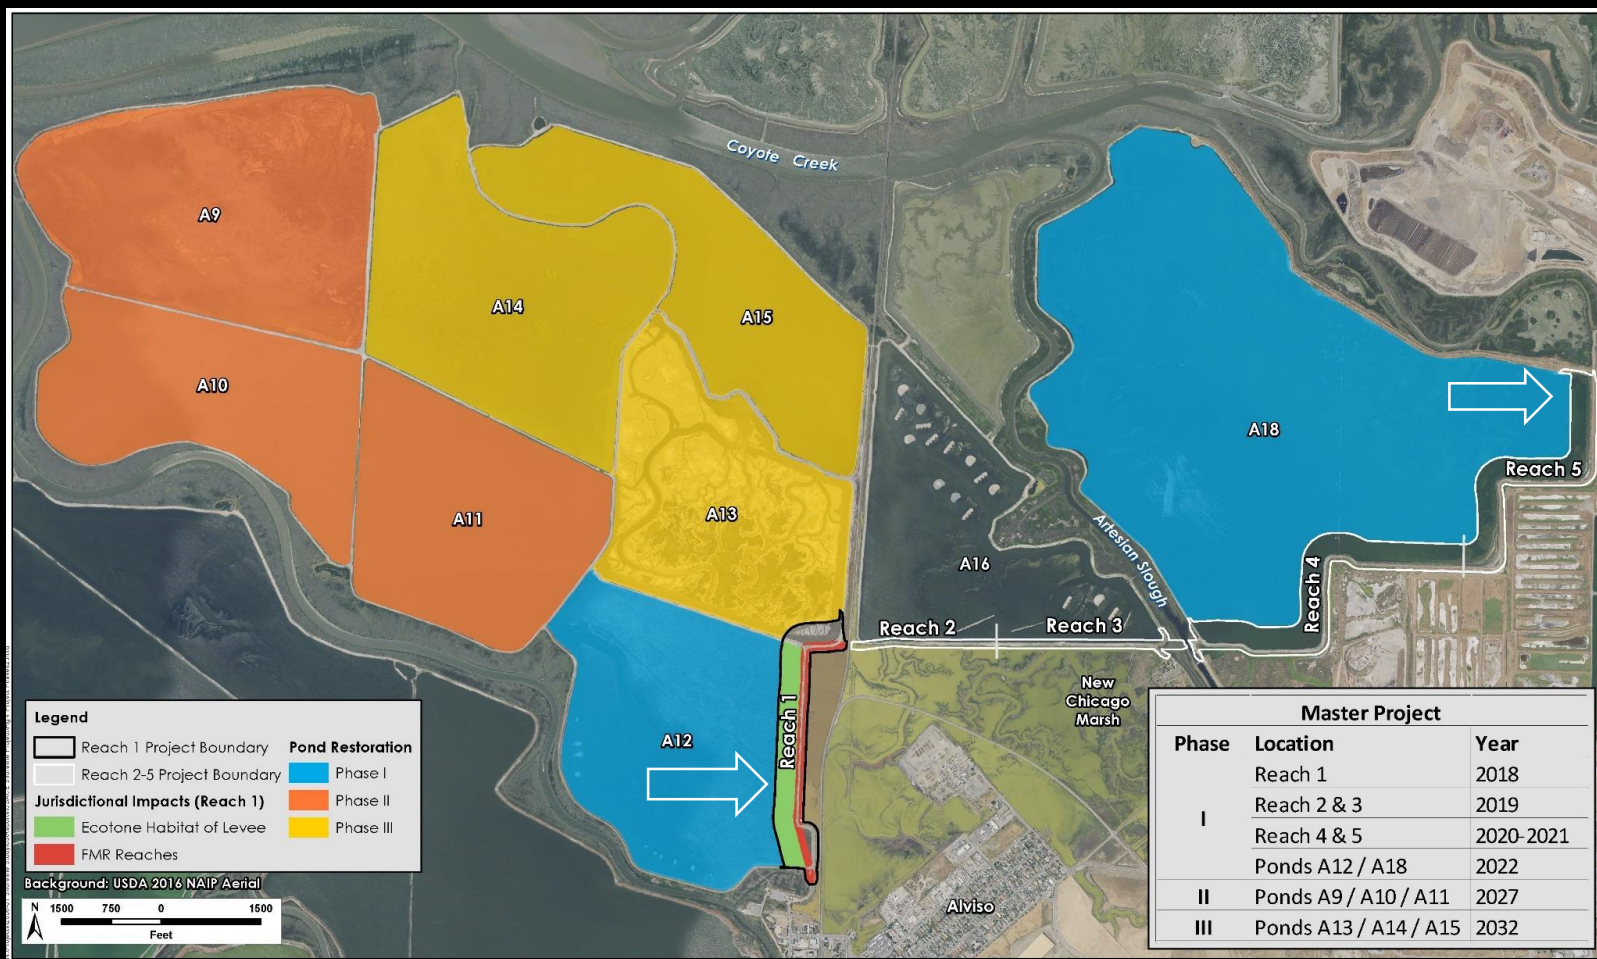 Coyote Creek
A9
A14
A15
A10
A18
Reach 5
A11
A13
Artesian Slough
A16
Reach 4
Reach 2
Reach 3
New
Chicago
Marsh
Reach 1
A12
Alviso
Legend
Reach 1 Project Boundary
Reach 2-5 Project Boundary
Jurisdictional Impacts (Reach 1)
Ecotone Habitat of Levee
FMR Reaches
Pond Restoration
Phase I
Phase II
Phase III
Background: USDA 2016 NAIP Aerial
N 1500 750 0 1500
Feet
Master Project
Phase Location Year
I
Reach 1 2018
Reach 2 & 3 2019
Reach 4 & 5 2020-2021
Ponds A12 / A18 2022
II Ponds A9 / A10 / A11 2027
III Ponds A13 / A14 / A15 2032